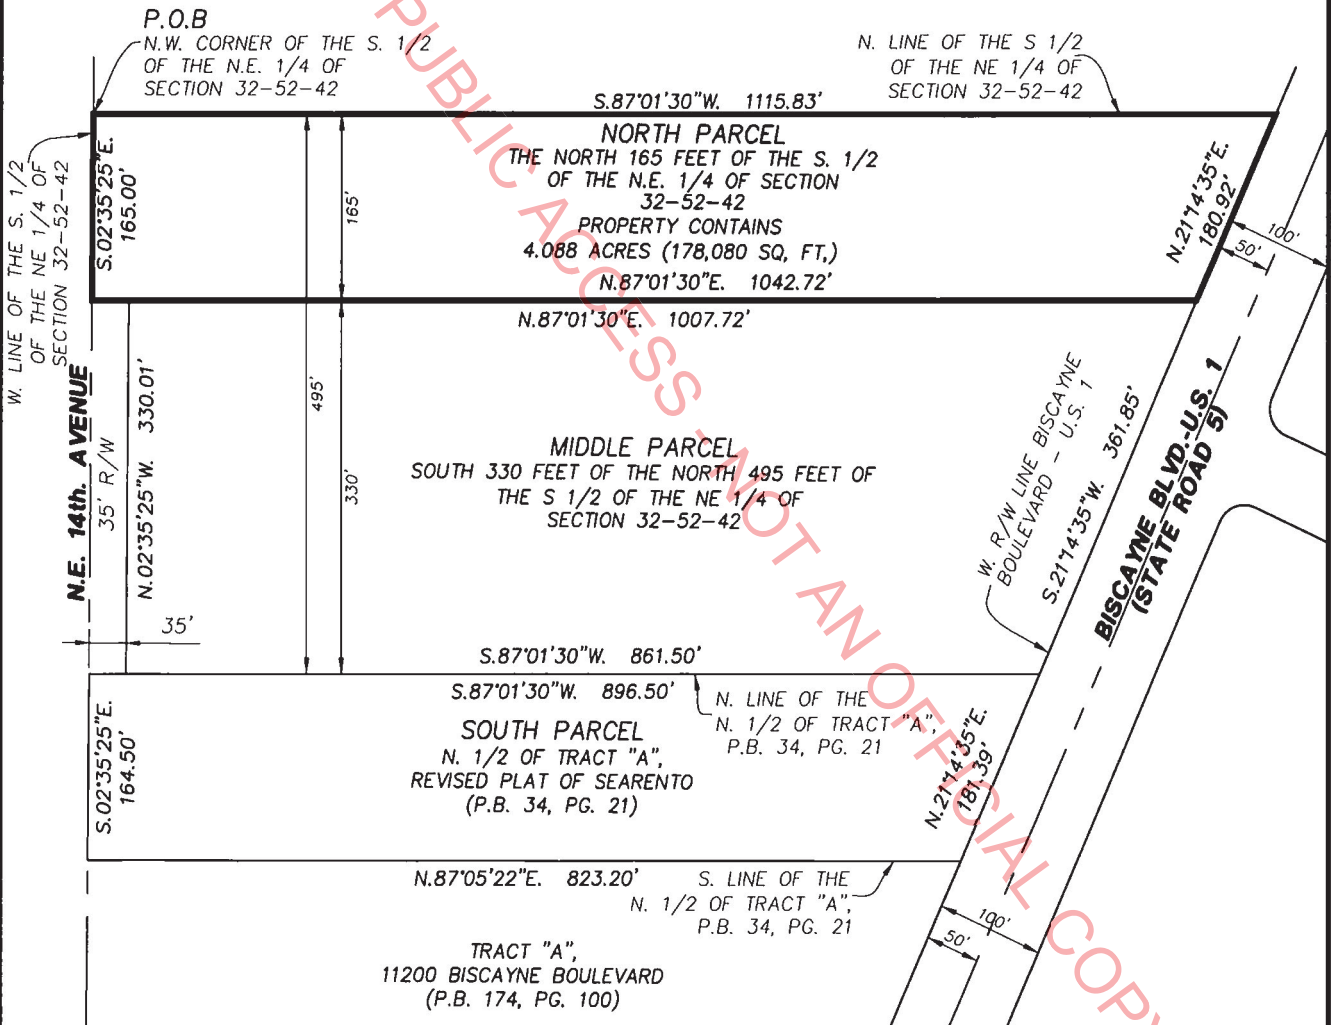 P.O.B
N.W. CORNER OF THE S. 1/2
OF THE N.E. 1/4 OF
SECTION 32-52-42
N. LINE OF THE S 1/2
OF THE NE 1/4 OF
SECTION 32-52-42
S.87°01'30"W. 1115.83'
NORTH PARCEL
THE NORTH 165 FEET OF THE S. 1/2
OF THE N.E. 1/4 OF SECTION
32-52-42
PROPERTY CONTAINS
4.088 ACRES (178,080 SQ, FT,)
N.87°01'30"E. 1042.72'
W. LINE OF THE S. 1/2
OF THE NE 1/4 OF
SECTION 32-52-42
S.02°35'25"E.
165.00'
165'
N.21°14'35"E.
180.92'
100'
50'
N.87°01'30"E. 1007.72'
N.E. 14th. AVENUE
35' R/W
N.02°35'25"W. 330.01'
495'
330'
35'
MIDDLE PARCEL
SOUTH 330 FEET OF THE NORTH 495 FEET OF
THE S 1/2 OF THE NE 1/4 OF
SECTION 32-52-42
W. R/W LINE BISCAYNE
BOULEVARD - U.S. 1
S.21°14'35"W. 361.85'
BISCAYNE BLVD.-U.S. 1
(STATE ROAD 5)
S.87°01'30"W. 861.50'
S.87°01'30"W. 896.50'
N. LINE OF THE
N. 1/2 OF TRACT "A",
P.B. 34, PG. 21
S.02°35'25"E.
164.50'
SOUTH PARCEL
N. 1/2 OF TRACT "A",
REVISED PLAT OF SEARENTO
(P.B. 34, PG. 21)
N.21°14'35"E.
181.39'
N.87°05'22"E. 823.20'
S. LINE OF THE
N. 1/2 OF TRACT "A",
P.B. 34, PG. 21
100'
50'
TRACT "A",
11200 BISCAYNE BOULEVARD
(P.B. 174, PG. 100)
PUBLIC ACCESS - NOT AN OFFICIAL COPY